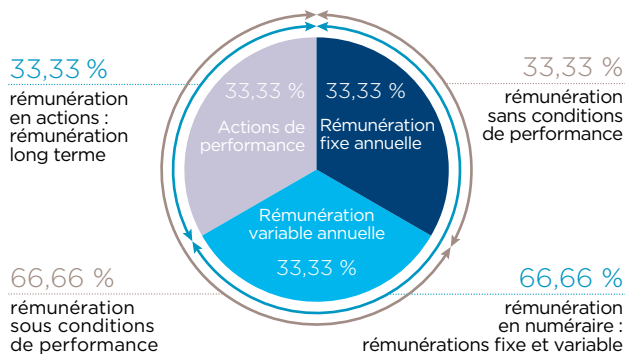 33,33 %
rémunération
en actions :
rémunération
long terme
33,33 %
Actions de
performance
33,33 %
Rémunération
fixe annuelle
33,33 %
rémunération
sans conditions
de performance
Rémunération
variable annuelle
33,33 %
66,66 %
rémunération
sous conditions
de performance
66,66 %
rémunération
en numéraire :
rémunérations fixe et variable